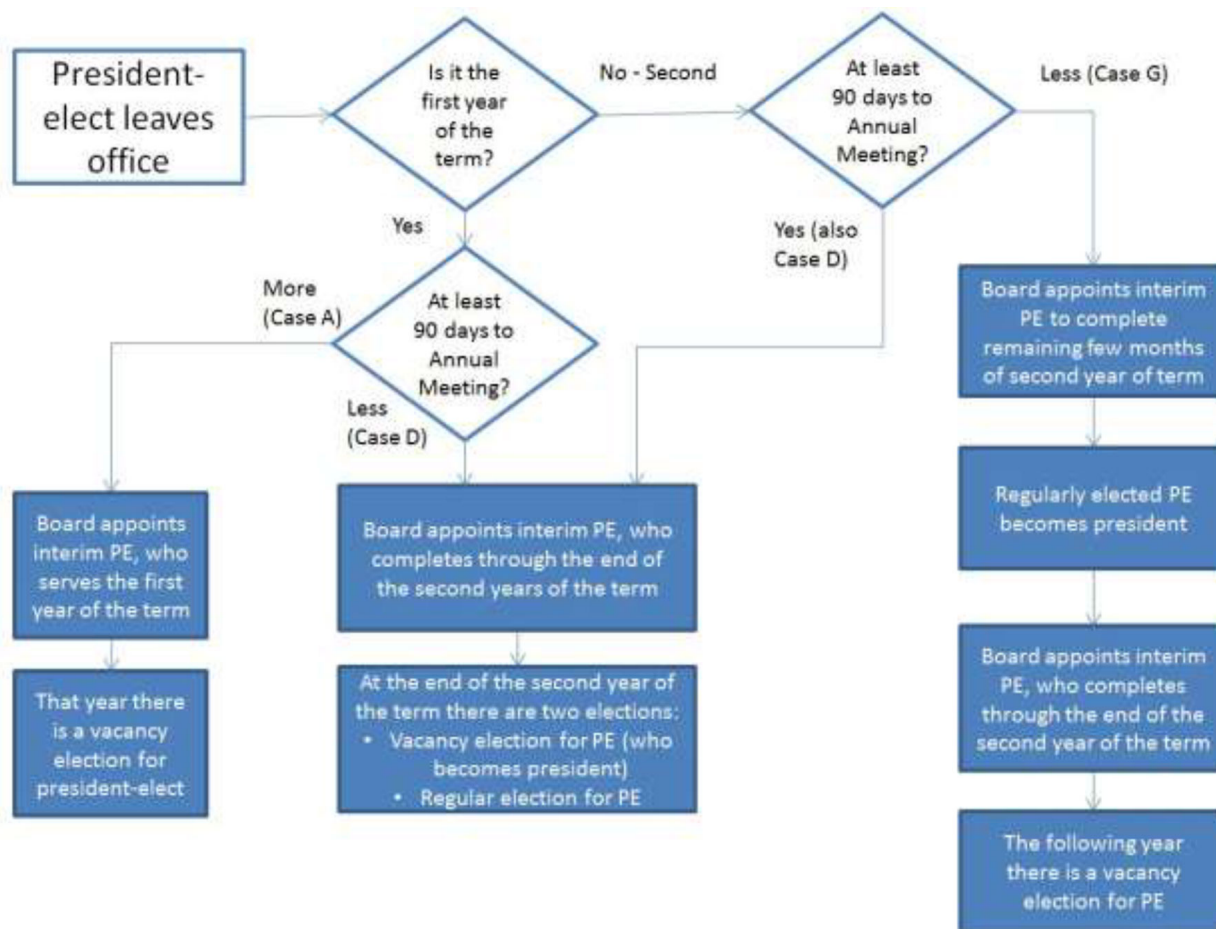 President-
elect leaves
office
Is it the
first year
of the
term?
No - Second
At least
90 days to
Annual
Meeting?
Less (Case G)
Yes
Yes (also
Case D)
More
(Case A)
At least
90 days to
Annual
Meeting?
Less
(Case D)
Board appoints interim
PE to complete
remaining few months
of second year of term
Board appoints
interim PE, who
serves the first
year of the term
Board appoints interim PE, who
completes through the end of
the second years of the term
Regularly elected PE
becomes president
That year there
is a vacancy
election for
president-elect
At the end of the second year of
the term there are two elections:
• Vacancy election for PE (who
becomes president)
• Regular election for PE
Board appoints interim
PE, who completes
through the end of the
second year of the term
The following year
there is a vacancy
election for PE